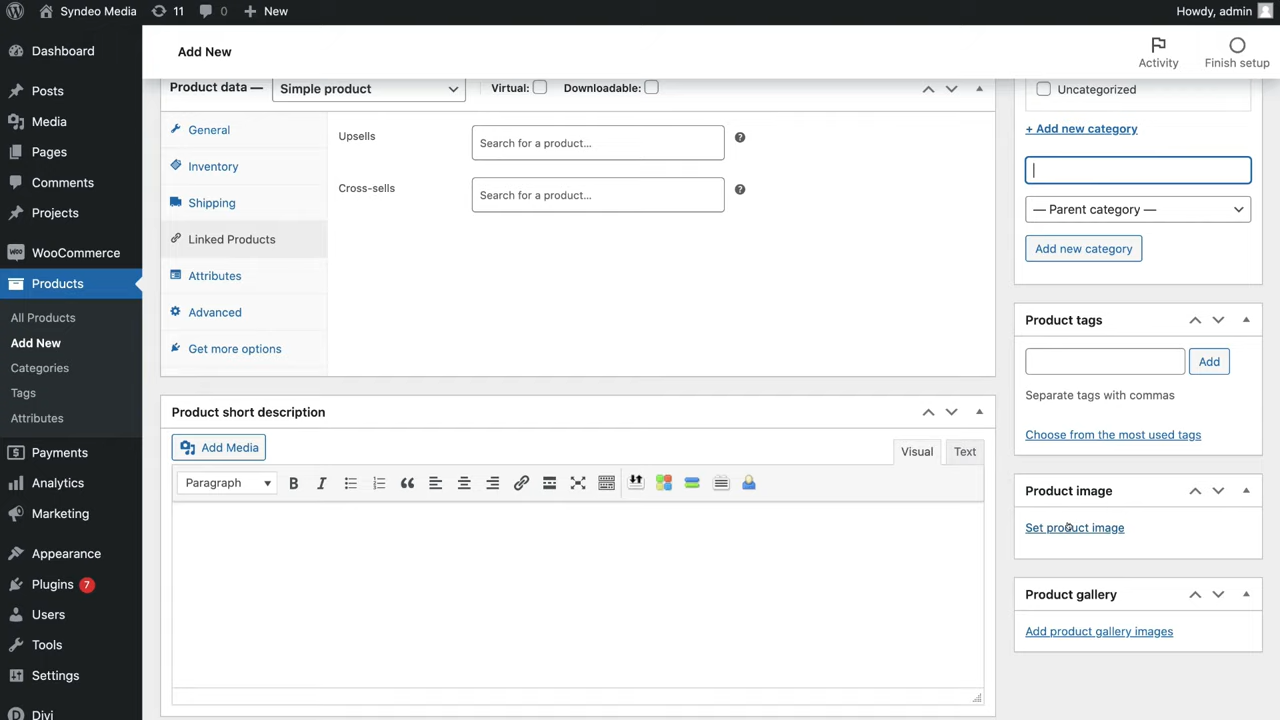 Syndeo Media
11
0
New
Howdy, admin
Dashboard
Posts
Media
Pages
Comments
Projects
WooCommerce
Products
All Products
Add New
Categories
Tags
Attributes
Payments
Analytics
Marketing
Appearance
Plugins 7
Users
Tools
Settings
Divi
Add New
Activity
Finish setup
Product data —
Simple product
Virtual:
Downloadable:
General
Inventory
Shipping
Linked Products
Attributes
Advanced
Get more options
Upsells
Search for a product…
Cross-sells
Search for a product…
Product short description
Add Media
Visual
Text
Paragraph
Uncategorized
+ Add new category
— Parent category —
Add new category
Product tags
Add
Separate tags with commas
Choose from the most used tags
Product image
Set product image
Product gallery
Add product gallery images